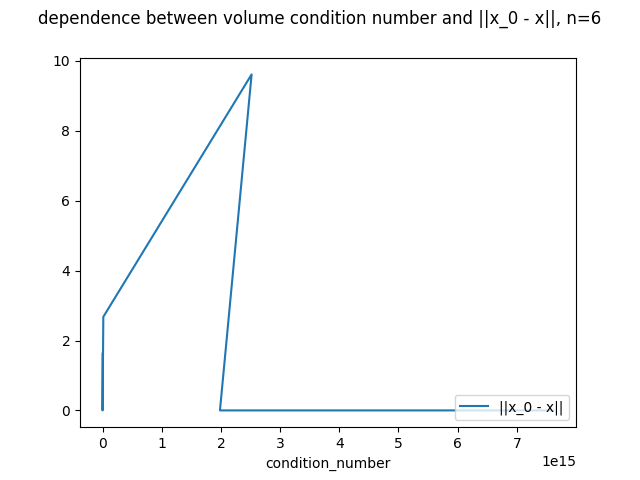 dependence between volume condition number and ||x_0 - x||, n=6
10
8
6
4
2
0
||x_0 - x||
0 1 2 3 4 5 6 7
1e15
condition_number